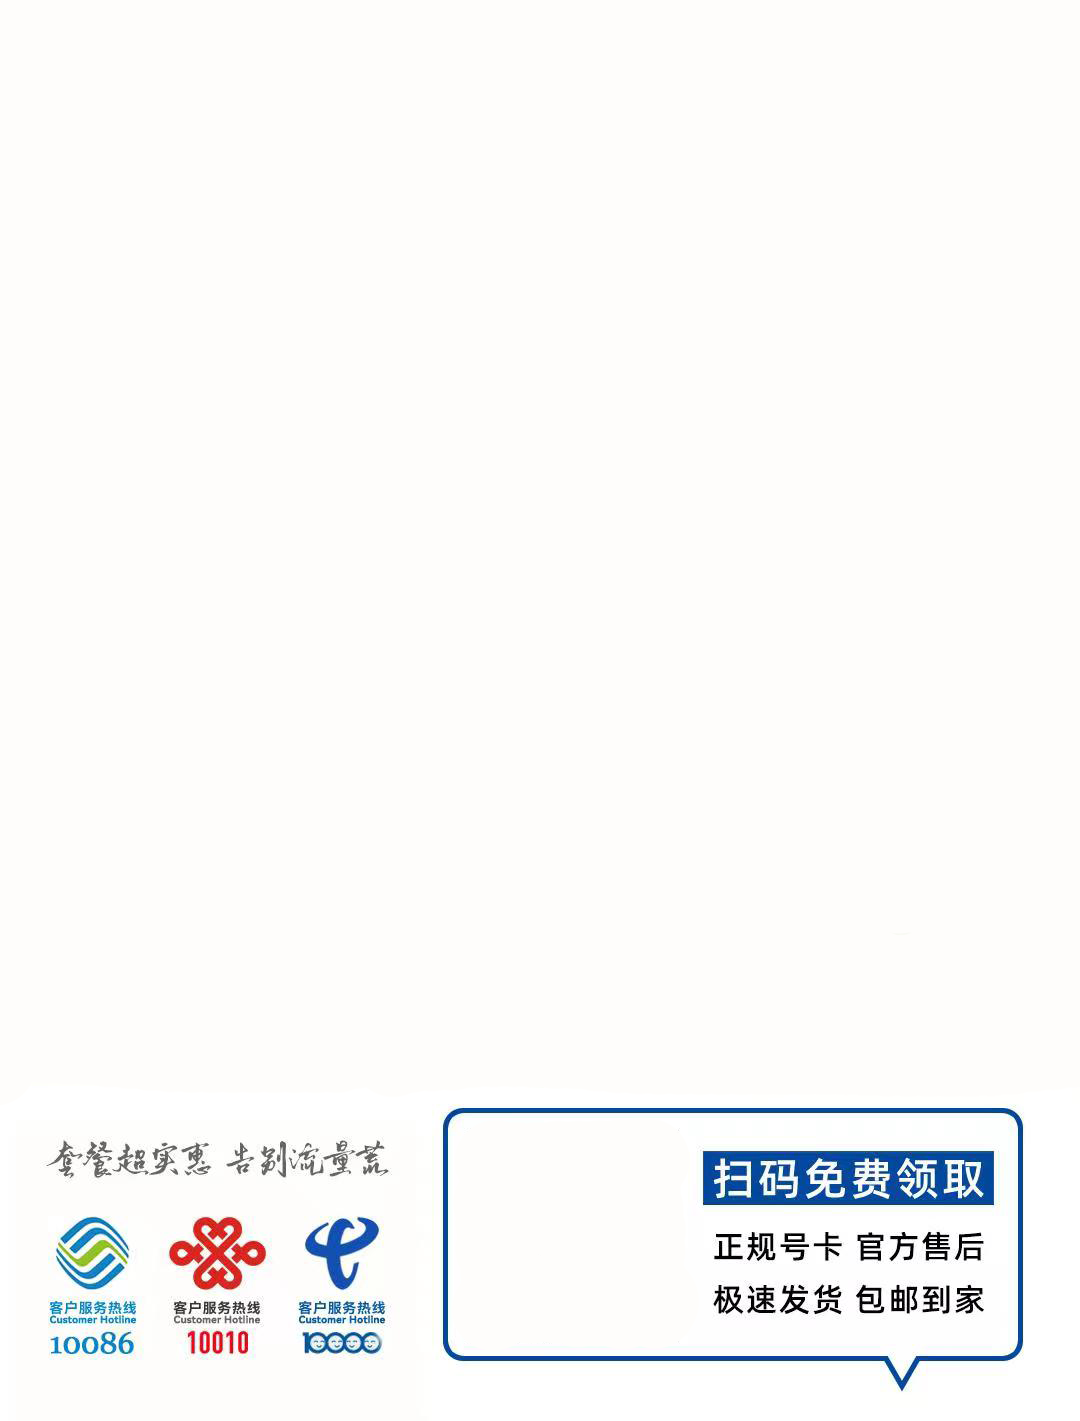 套餐超实惠 告别流量荒
客户服务热线
Customer Hotline
10086
客户服务热线
Customer Hotline
10010
客户服务热线
Customer Hotline
10000
扫码免费领取
正规号卡 官方售后
极速发货 包邮到家